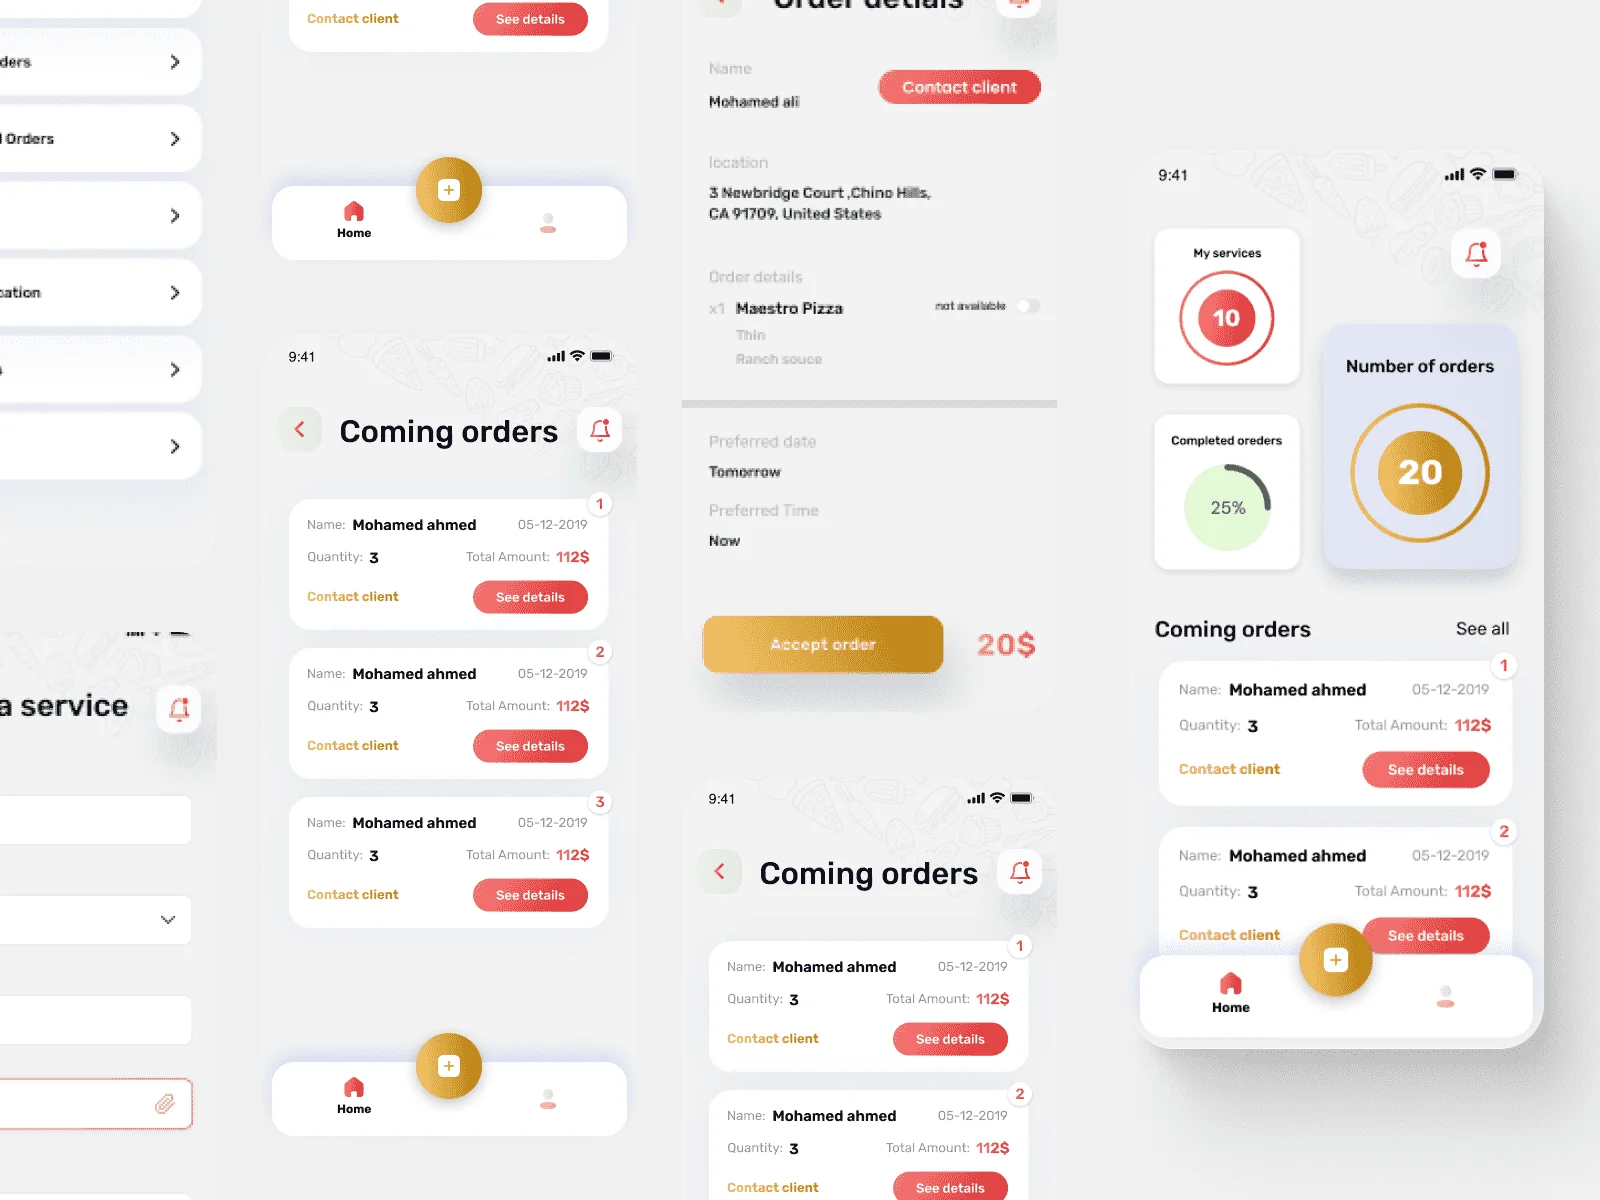 ders
l Orders
cation
s
a service
Contact client
See details
Home
9:41
Coming orders
1
Name: Mohamed ahmed 05-12-2019
Quantity: 3 Total Amount: 112$
Contact client See details
2
Name: Mohamed ahmed 05-12-2019
Quantity: 3 Total Amount: 112$
Contact client See details
3
Name: Mohamed ahmed 05-12-2019
Quantity: 3 Total Amount: 112$
Contact client See details
Home
Order detials
Name
Mohamed ali
Contact client
location
3 Newbridge Court ,Chino Hills,
CA 91709, United States
Order details
x1 Maestro Pizza not available
Thin
Ranch souce
Preferred date
Tomorrow
Preferred Time
Now
Accept order 20$
9:41
Coming orders
1
Name: Mohamed ahmed 05-12-2019
Quantity: 3 Total Amount: 112$
Contact client See details
2
Name: Mohamed ahmed 05-12-2019
Quantity: 3 Total Amount: 112$
Contact client See details
9:41
My services
10
Number of orders
20
Completed oreders
25%
Coming orders See all
1
Name: Mohamed ahmed 05-12-2019
Quantity: 3 Total Amount: 112$
Contact client See details
2
Name: Mohamed ahmed 05-12-2019
Quantity: 3 Total Amount: 112$
Contact client See details
Home